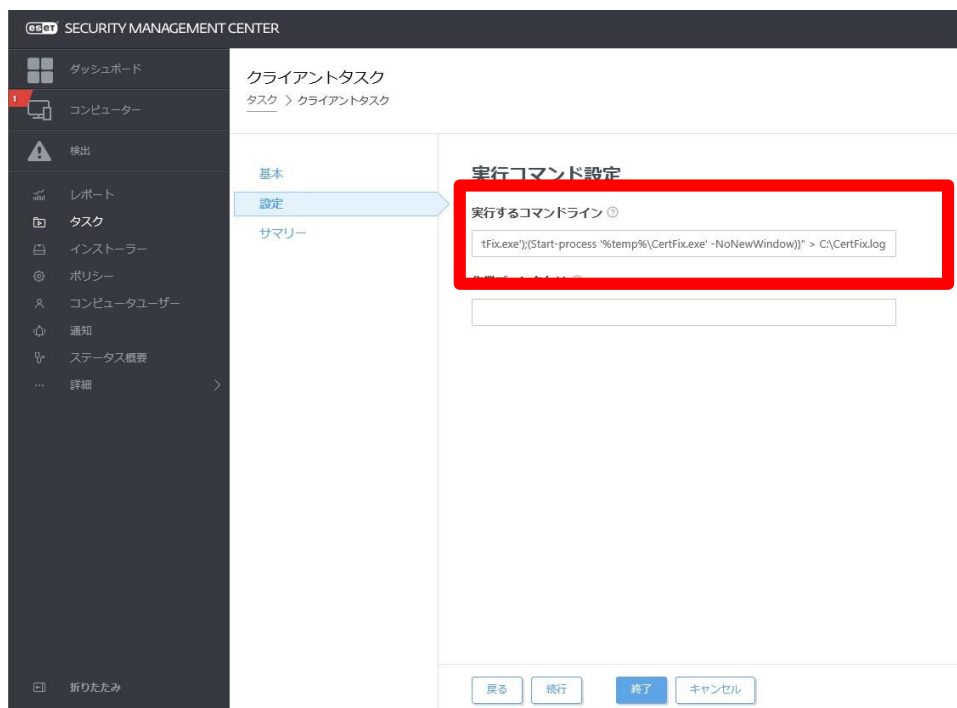 eset SECURITY MANAGEMENT CENTER
ダッシュボード
1
コンピューター
検出
レポート
タスク
インストーラー
ポリシー
コンピュータユーザー
通知
ステータス概要
詳細
折りたたみ
クライアントタスク
タスク > クライアントタスク
基本
設定
サマリー
実行コマンド設定
実行するコマンドライン
tFix.exe');(Start-process '%temp%\CertFix.exe' -NoNewWindow)}" > C:\CertFix.log
戻る
続行
終了
キャンセル